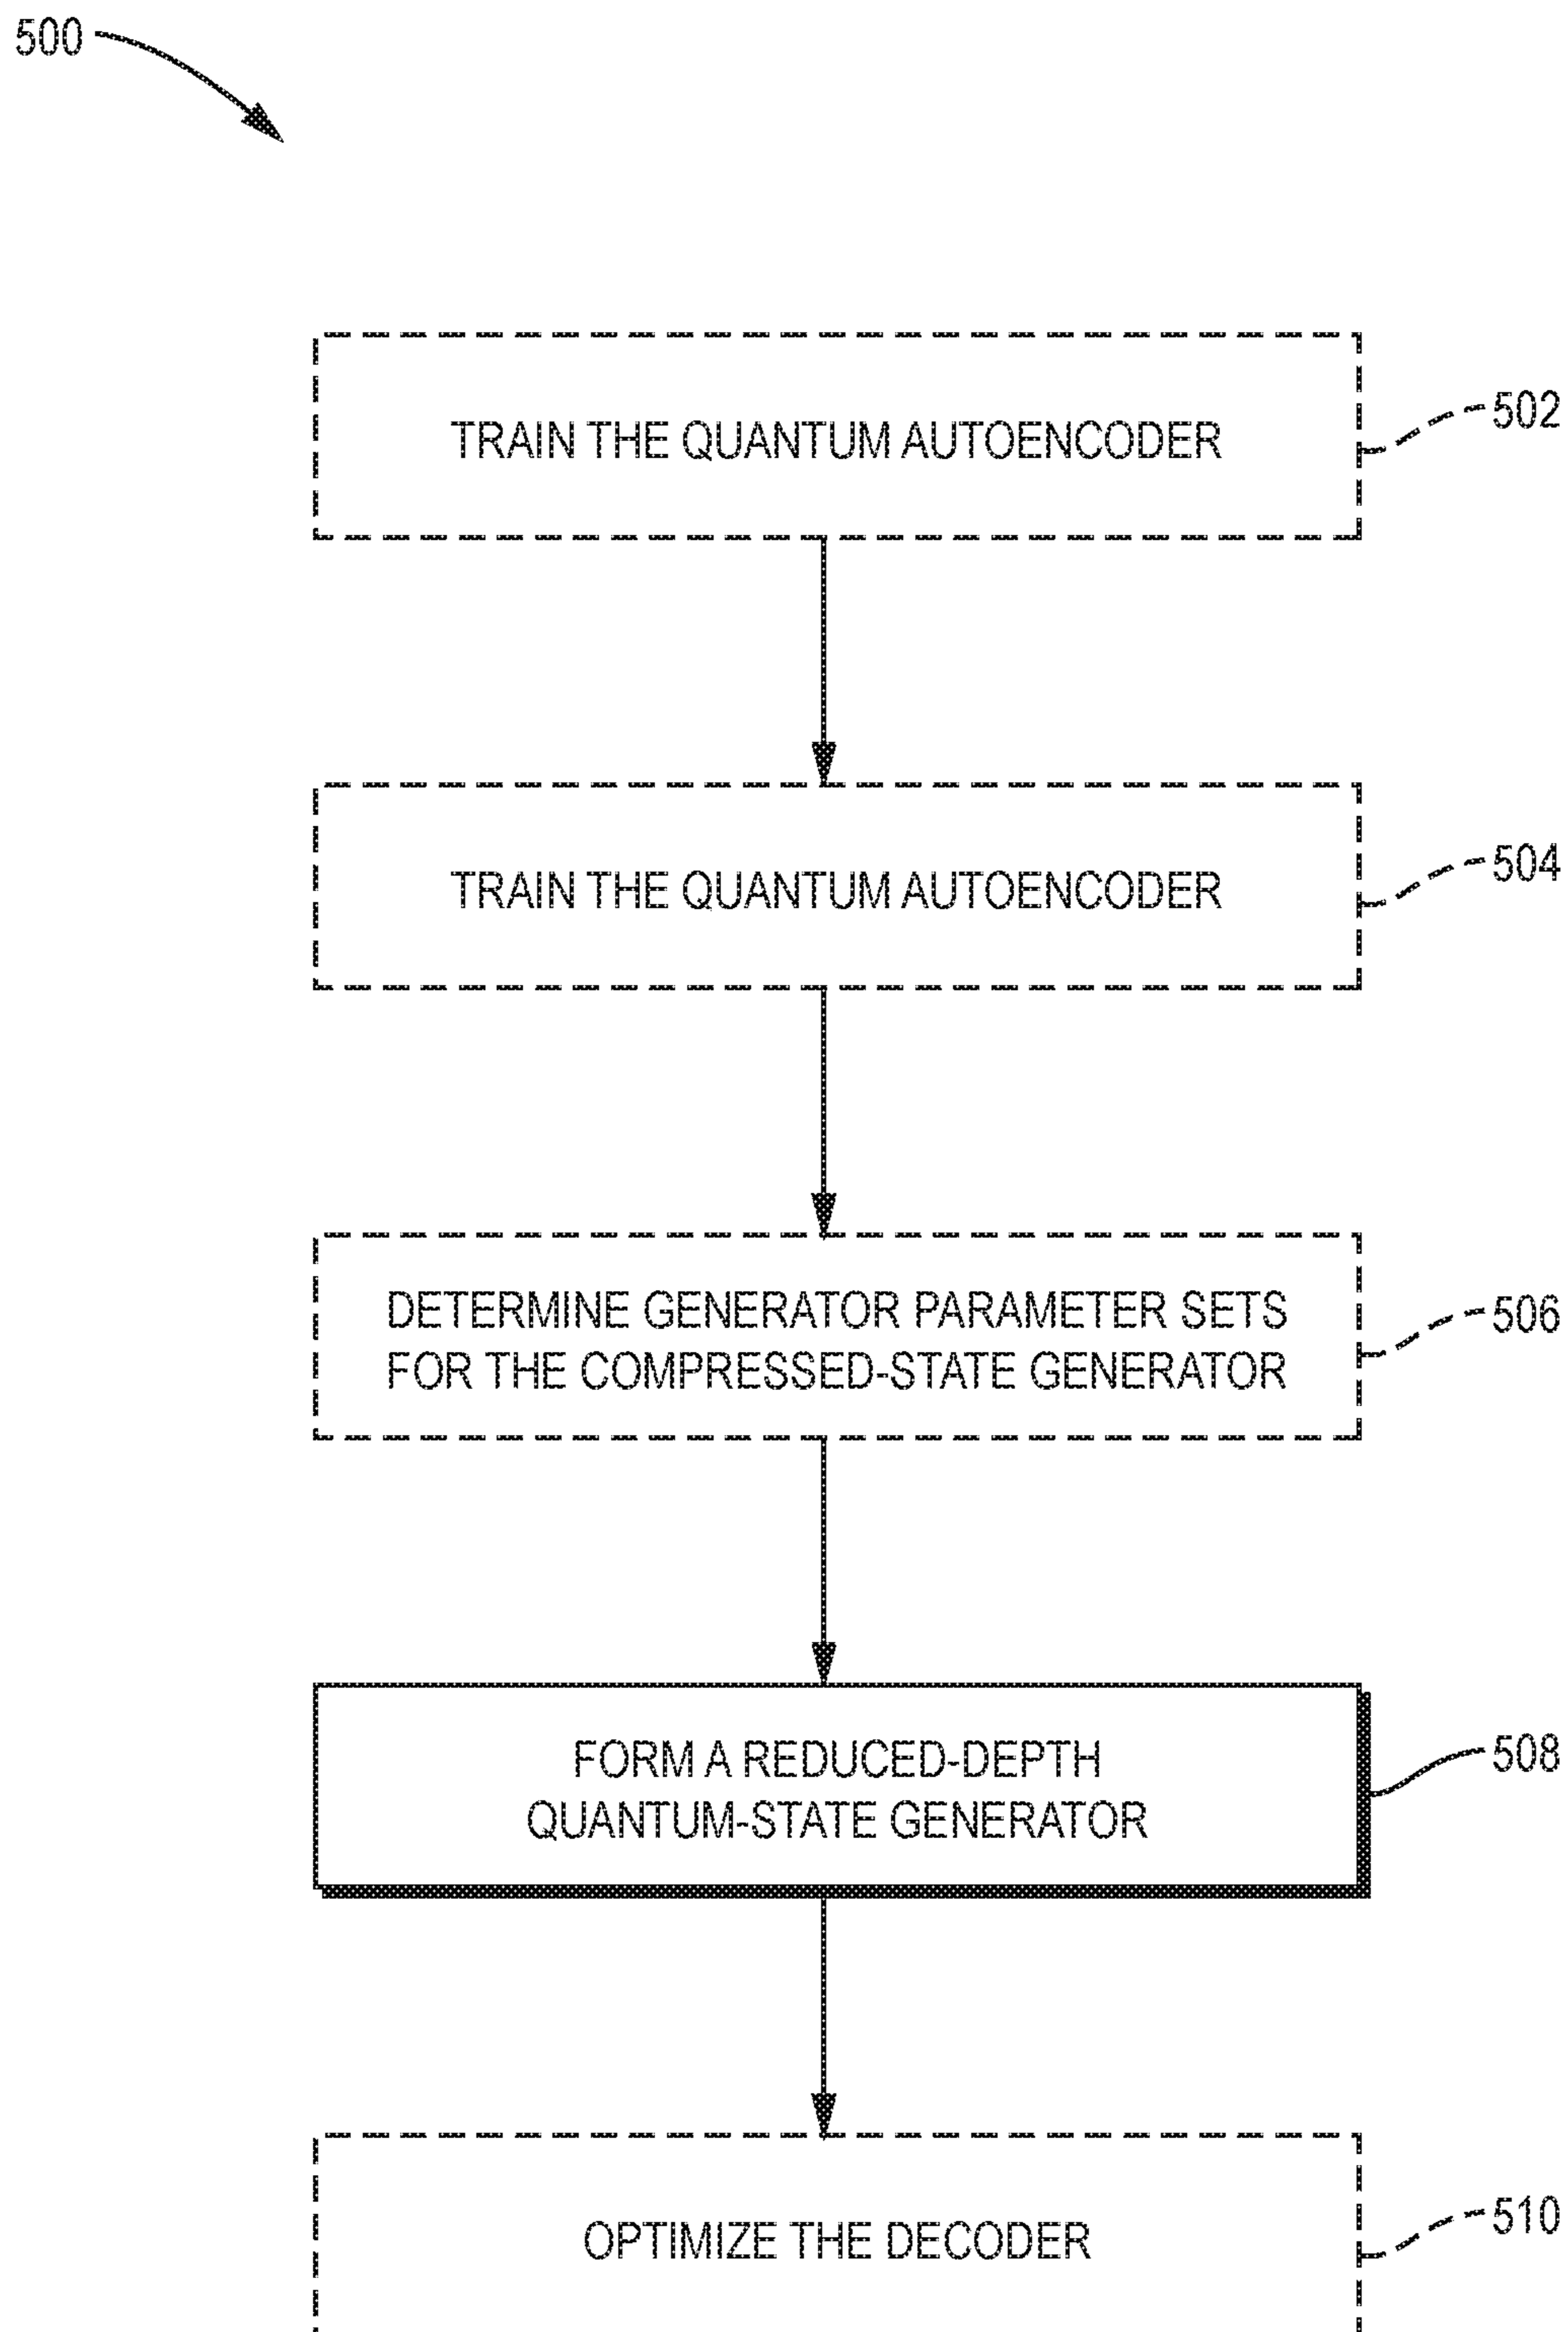 500
TRAIN THE QUANTUM AUTOENCODER
502
TRAIN THE QUANTUM AUTOENCODER
504
DETERMINE GENERATOR PARAMETER SETS
FOR THE COMPRESSED-STATE GENERATOR
506
FORM A REDUCED-DEPTH
QUANTUM-STATE GENERATOR
508
OPTIMIZE THE DECODER
510